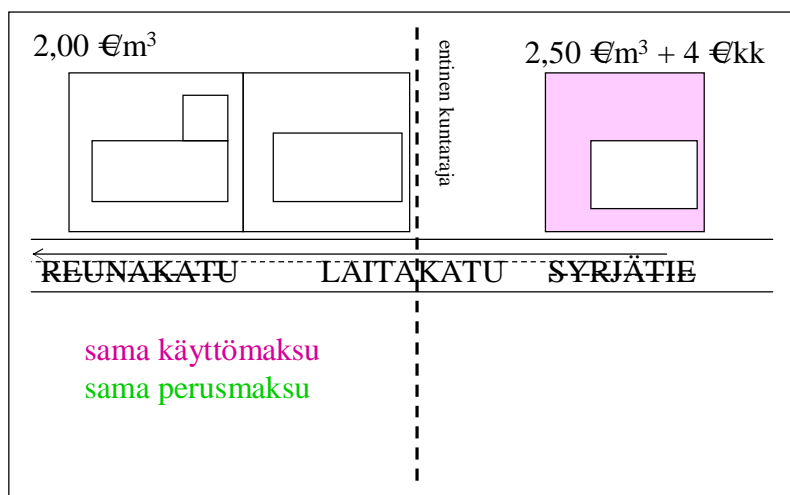 2,00 €/m³
entinen kuntaraja
2,50 €/m³ + 4 €/kk
REUNAKATU LAITAKATU SYRJÄTIE
sama käyttömaksu
sama perusmaksu